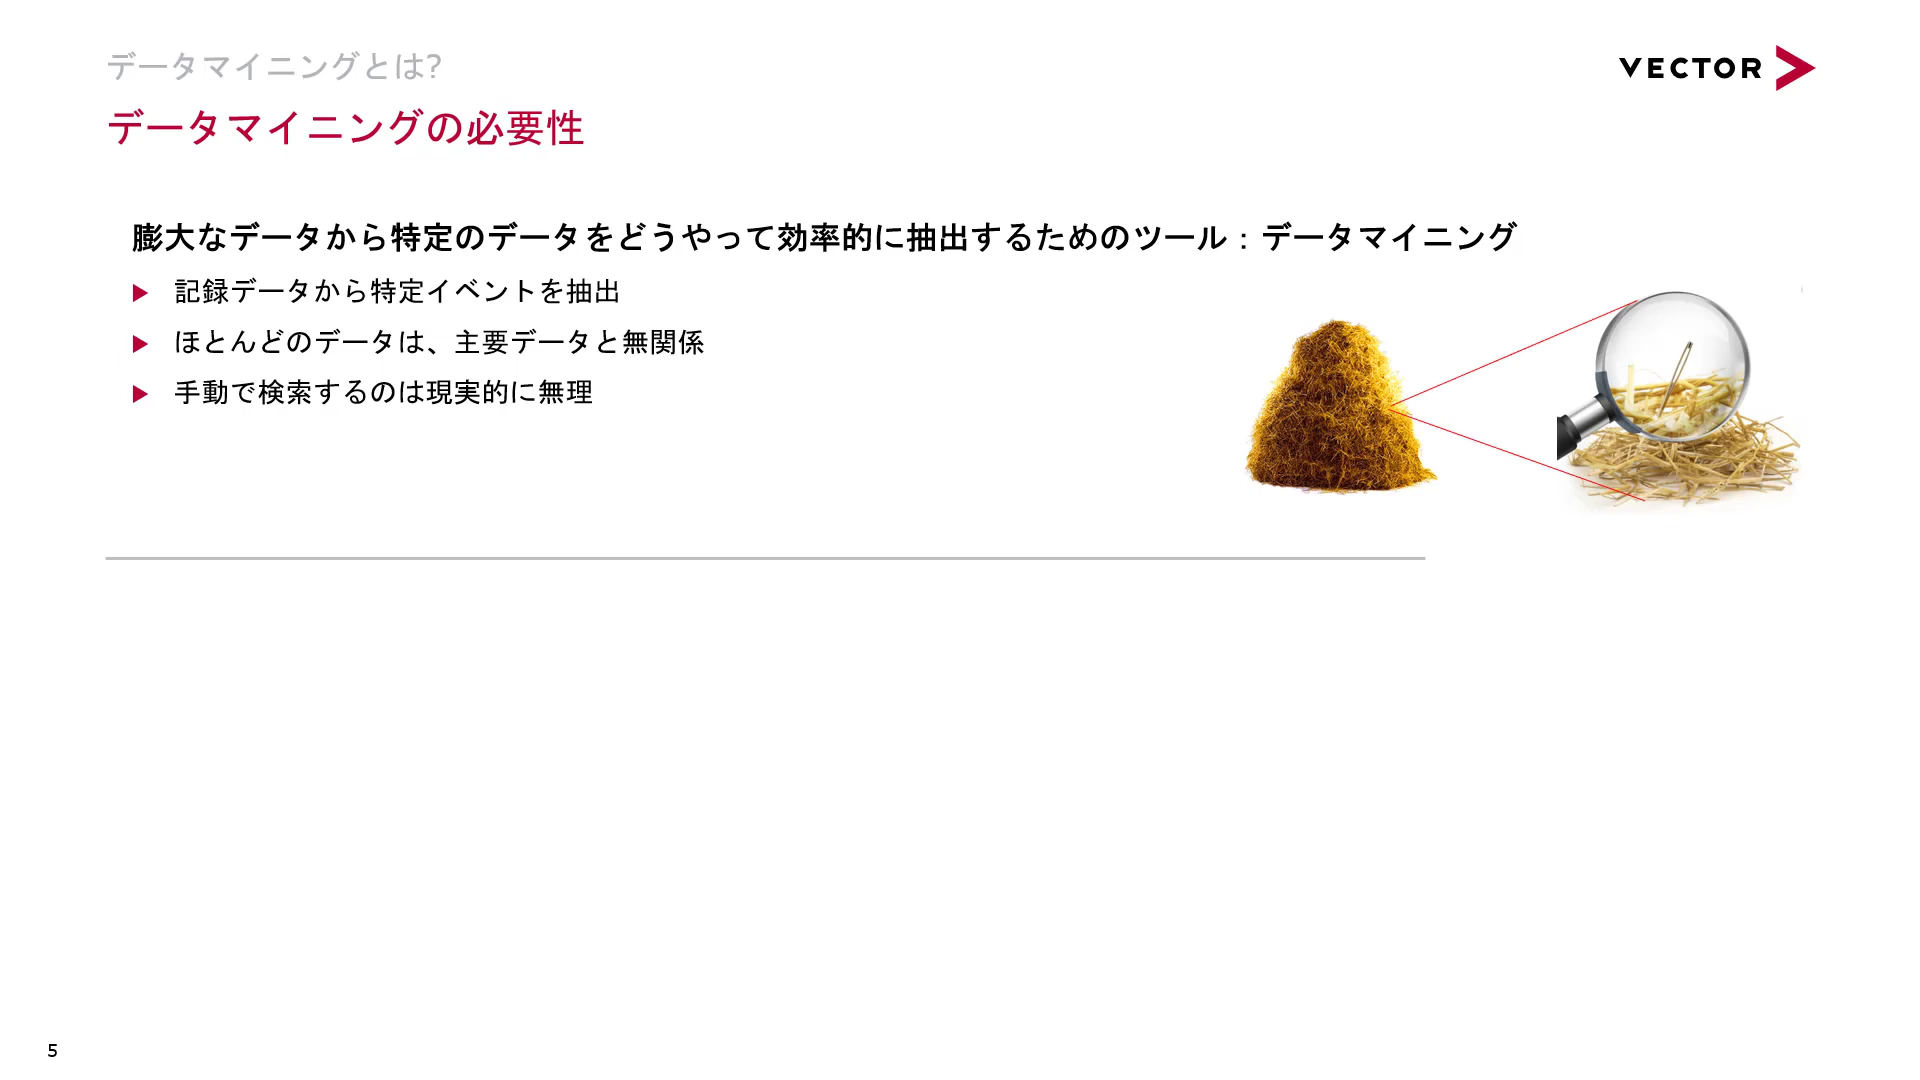 データマイニングとは?
VECTOR
データマイニングの必要性
膨大なデータから特定のデータをどうやって効率的に抽出するためのツール：データマイニング
記録データから特定イベントを抽出
ほとんどのデータは、主要データと無関係
手動で検索するのは現実的に無理
5